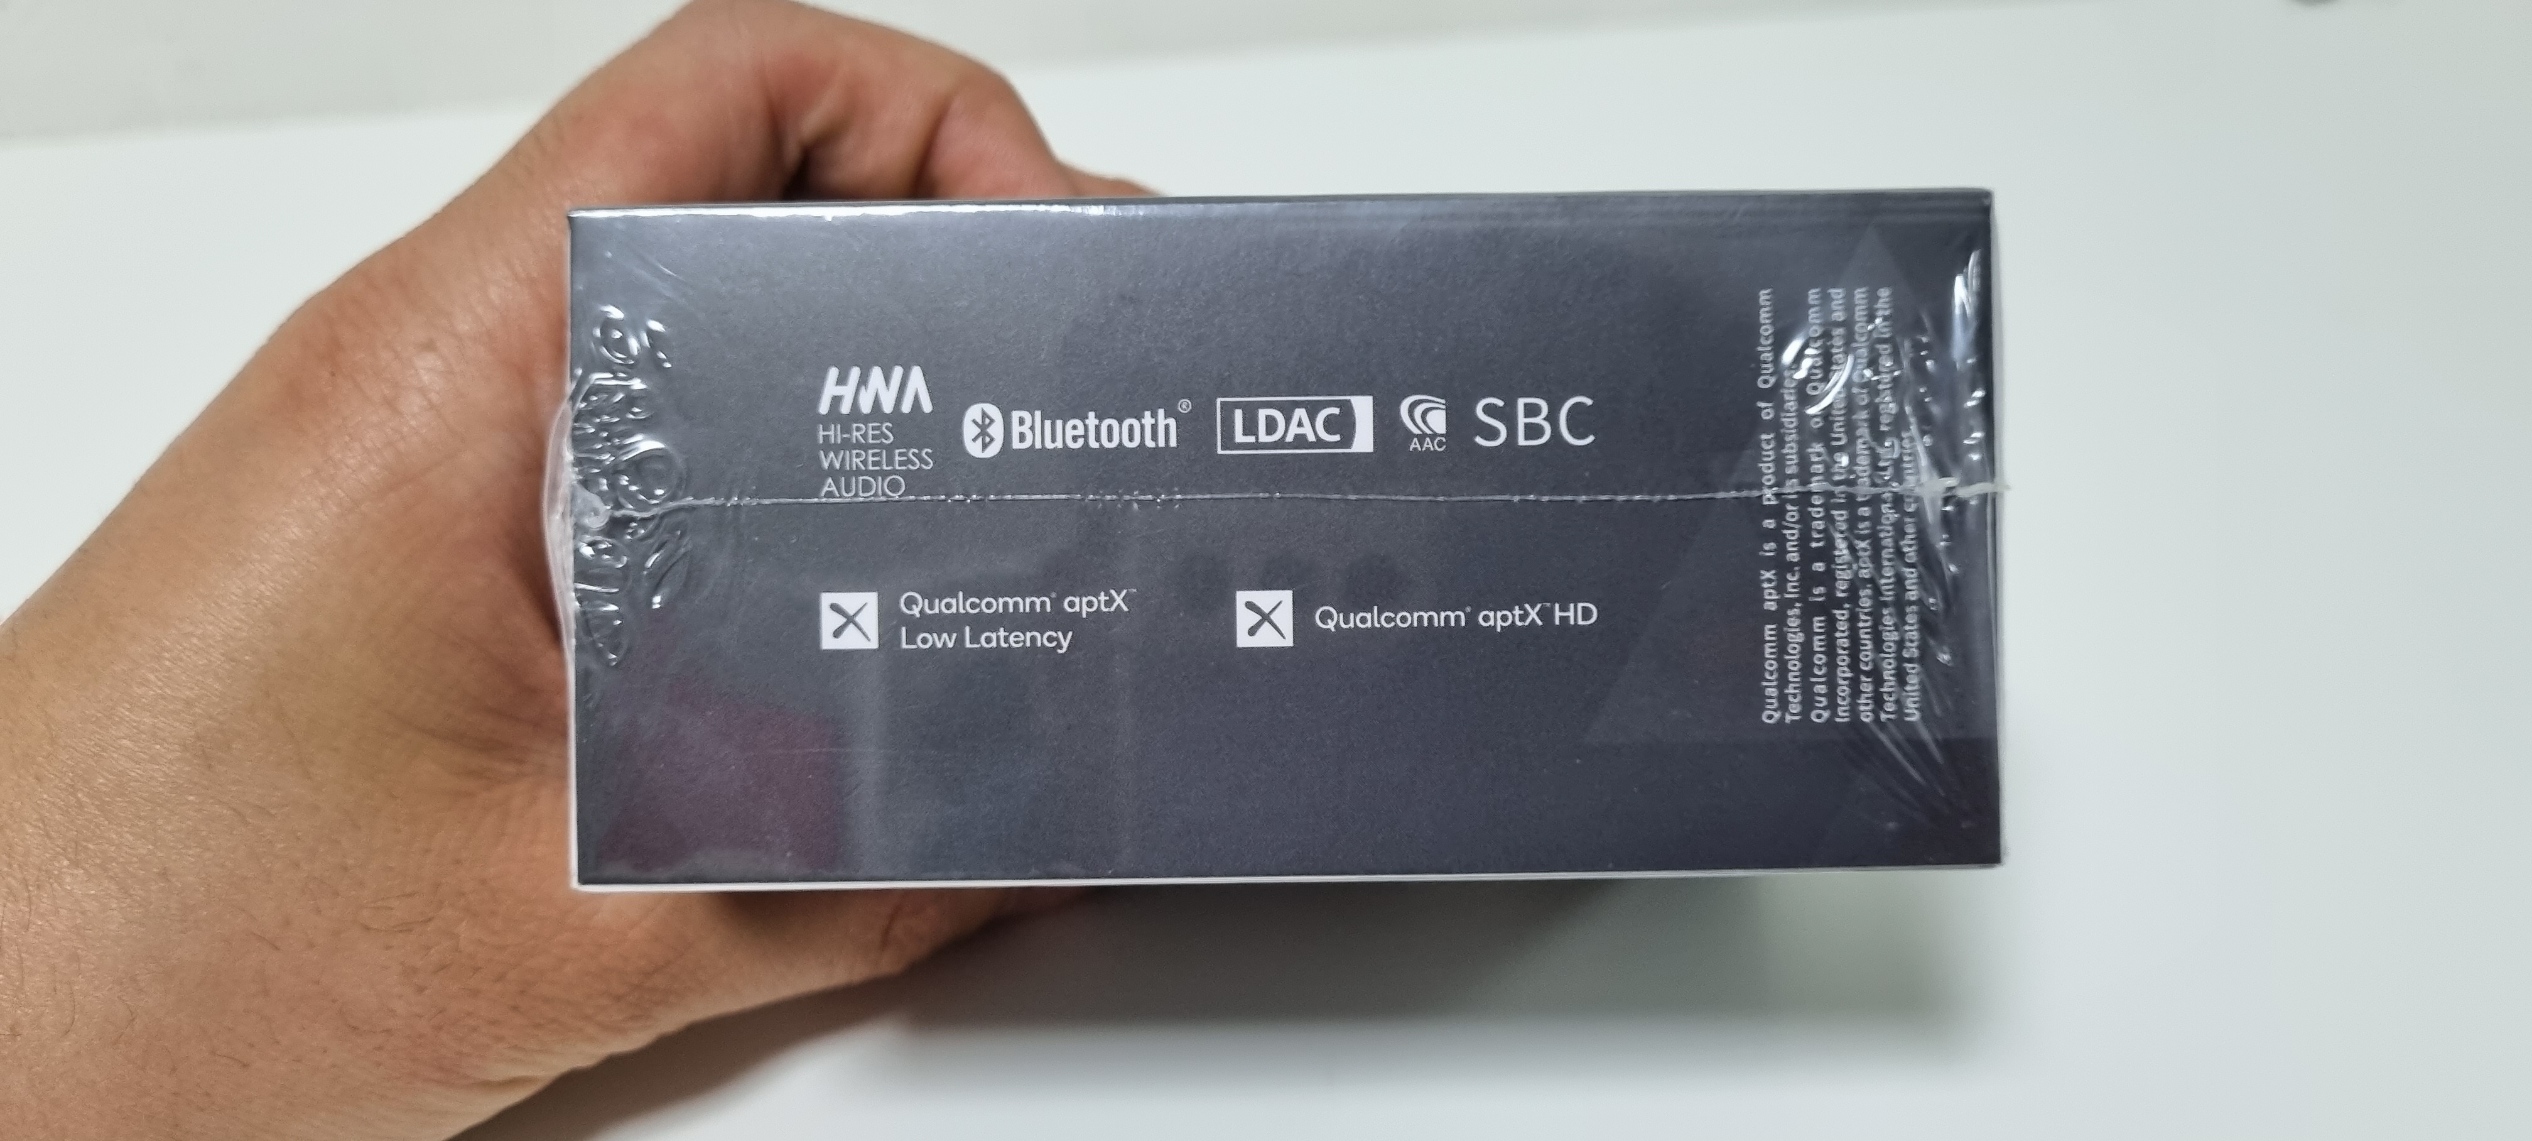 HWA
HI-RES
WIRELESS
AUDIO
Bluetooth®
LDAC
AAC
SBC
Qualcomm® aptX™
Low Latency
Qualcomm® aptX™ HD
Qualcomm aptX is a product of Qualcomm
Technologies, Inc. and/or its subsidiaries.
Qualcomm is a trademark of Qualcomm
Incorporated, registered in the United States and
other countries. aptX is a trademark of Qualcomm
Technologies International, Ltd., registered in the
United States and other countries.